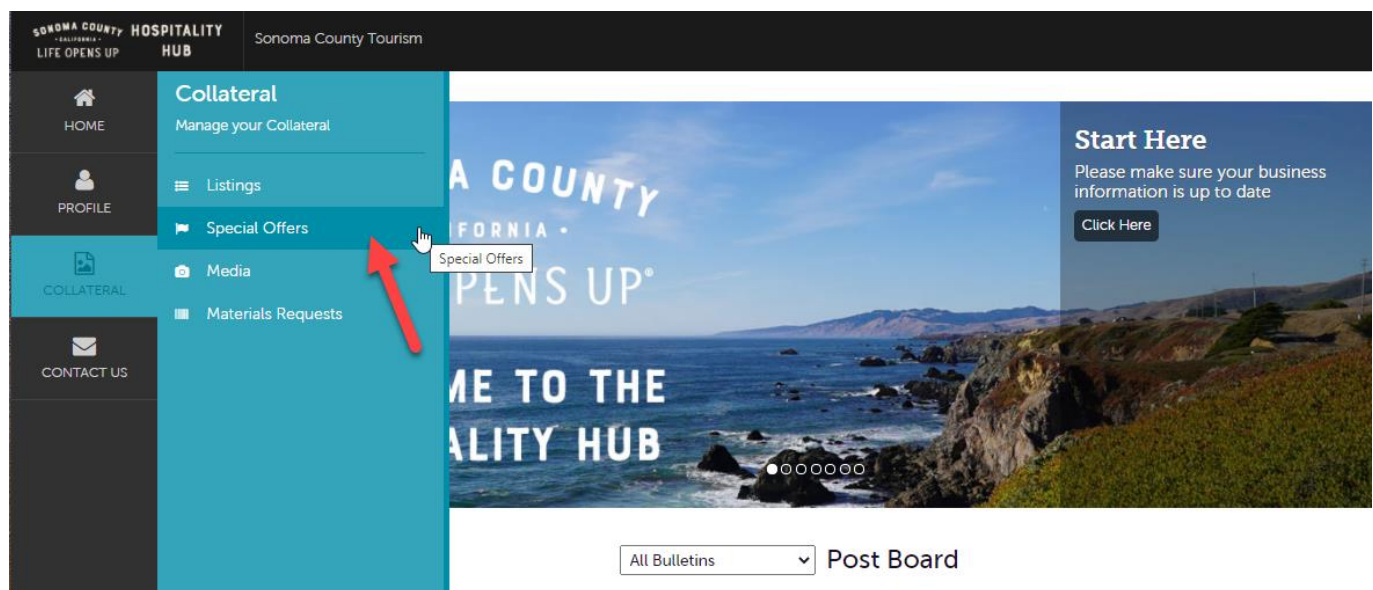 SONOMA COUNTY
- CALIFORNIA -
LIFE OPENS UP
HOSPITALITY
HUB
Sonoma County Tourism
HOME
PROFILE
COLLATERAL
CONTACT US
Collateral
Manage your Collateral
Listings
Special Offers
Media
Materials Requests
Special Offers
A COUNTY
IFORNIA •
PENS UP®
ME TO THE
ALITY HUB
Start Here
Please make sure your business
information is up to date
Click Here
All Bulletins
Post Board